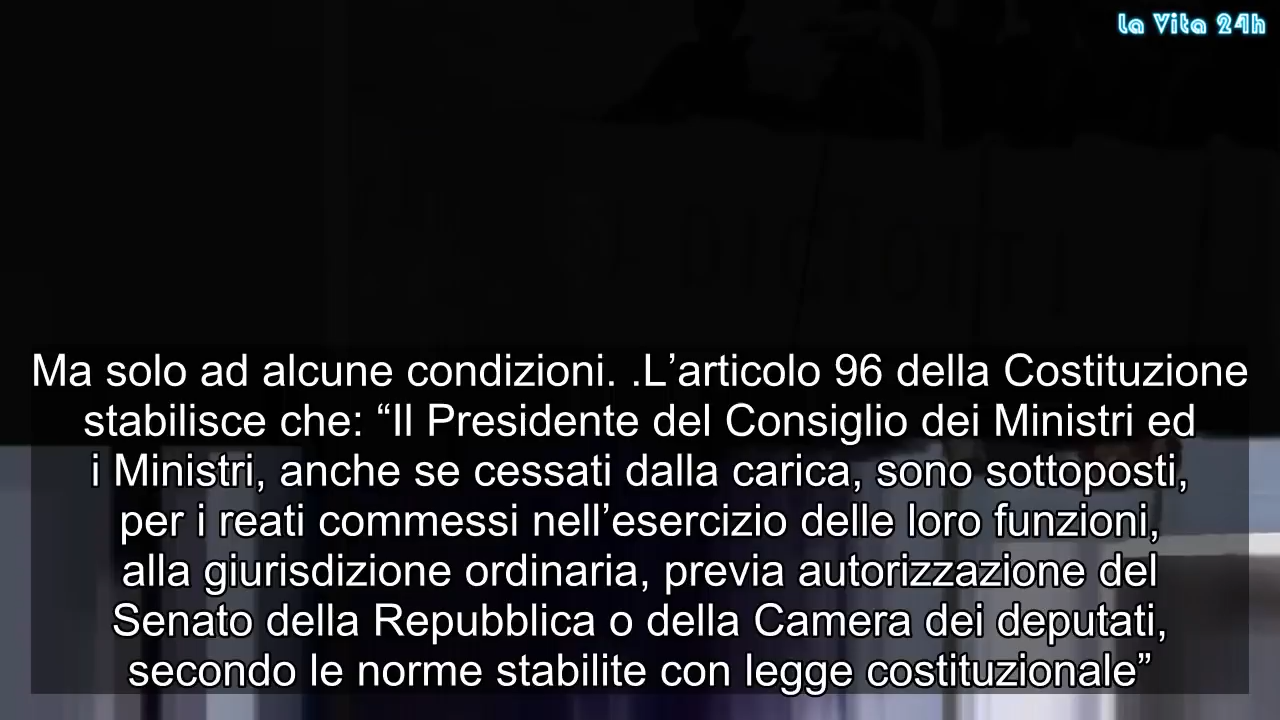 La Vita 24h
Ma solo ad alcune condizioni. .L’articolo 96 della Costituzione
stabilisce che: “Il Presidente del Consiglio dei Ministri ed
i Ministri, anche se cessati dalla carica, sono sottoposti,
per i reati commessi nell’esercizio delle loro funzioni,
alla giurisdizione ordinaria, previa autorizzazione del
Senato della Repubblica o della Camera dei deputati,
secondo le norme stabilite con legge costituzionale”